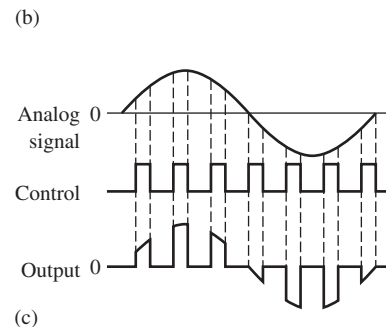 (b)
Analog 0
signal
Control
Output 0
(c)